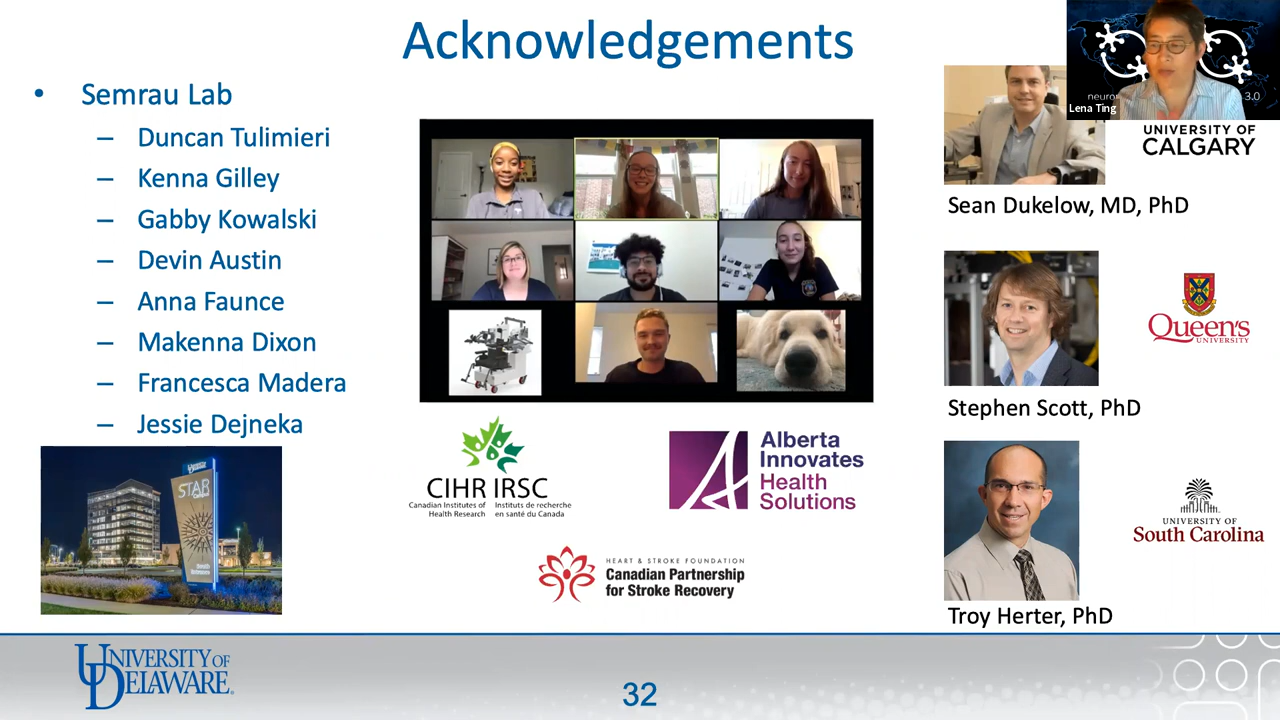 Acknowledgements
• Semrau Lab
– Duncan Tulimieri
– Kenna Gilley
– Gabby Kowalski
– Devin Austin
– Anna Faunce
– Makenna Dixon
– Francesca Madera
– Jessie Dejneka
STAR
CIHR IRSC
Canadian Institutes of Health Research
Instituts de recherche en santé du Canada
Alberta
Innovates
Health
Solutions
HEART & STROKE FOUNDATION
Canadian Partnership
for Stroke Recovery
3.0
Lena Ting
UNIVERSITY OF
CALGARY
Sean Dukelow, MD, PhD
Queen's
UNIVERSITY
Stephen Scott, PhD
UNIVERSITY OF
South Carolina
Troy Herter, PhD
UNIVERSITY OF
DELAWARE
32